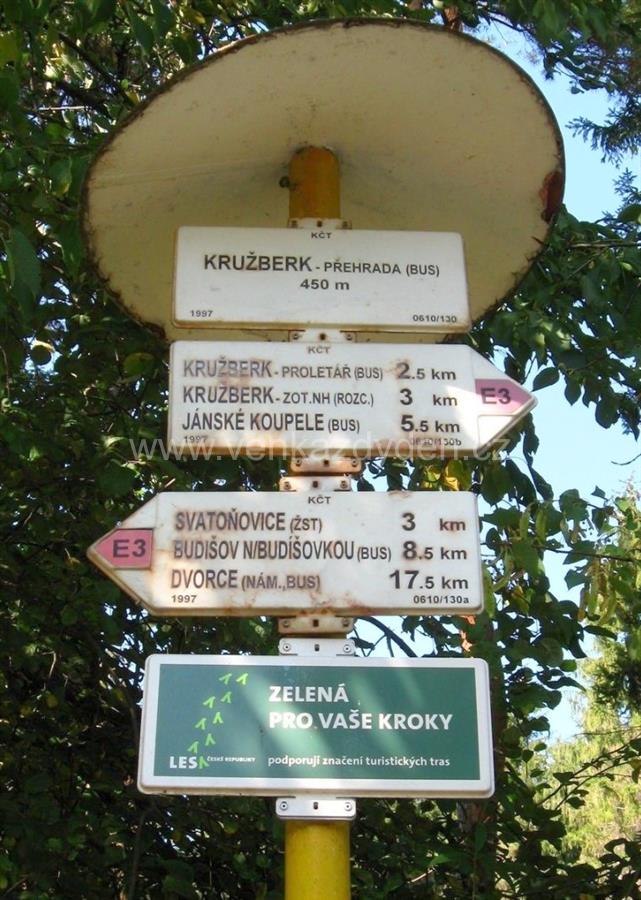 KČT
KRUŽBERK - PŘEHRADA (BUS)
450 m
1997 0610/130
KČT
KRUŽBERK - PROLETÁŘ (BUS) 2.5 km
KRUŽBERK - ZOT.NH (ROZC.) 3 km
JÁNSKÉ KOUPELE (BUS) 5.5 km
E3
1997 0610/130b
www.venkazdyden.cz
KČT
SVATOŇOVICE (ŽST) 3 km
E3
BUDIŠOV N/BUDÍŠOVKOU (BUS) 8.5 km
DVORCE (NÁM.,BUS) 17.5 km
1997 0610/130a
ZELENÁ
PRO VAŠE KROKY
LESY ČESKÉ REPUBLIKY podporují značení turistických tras